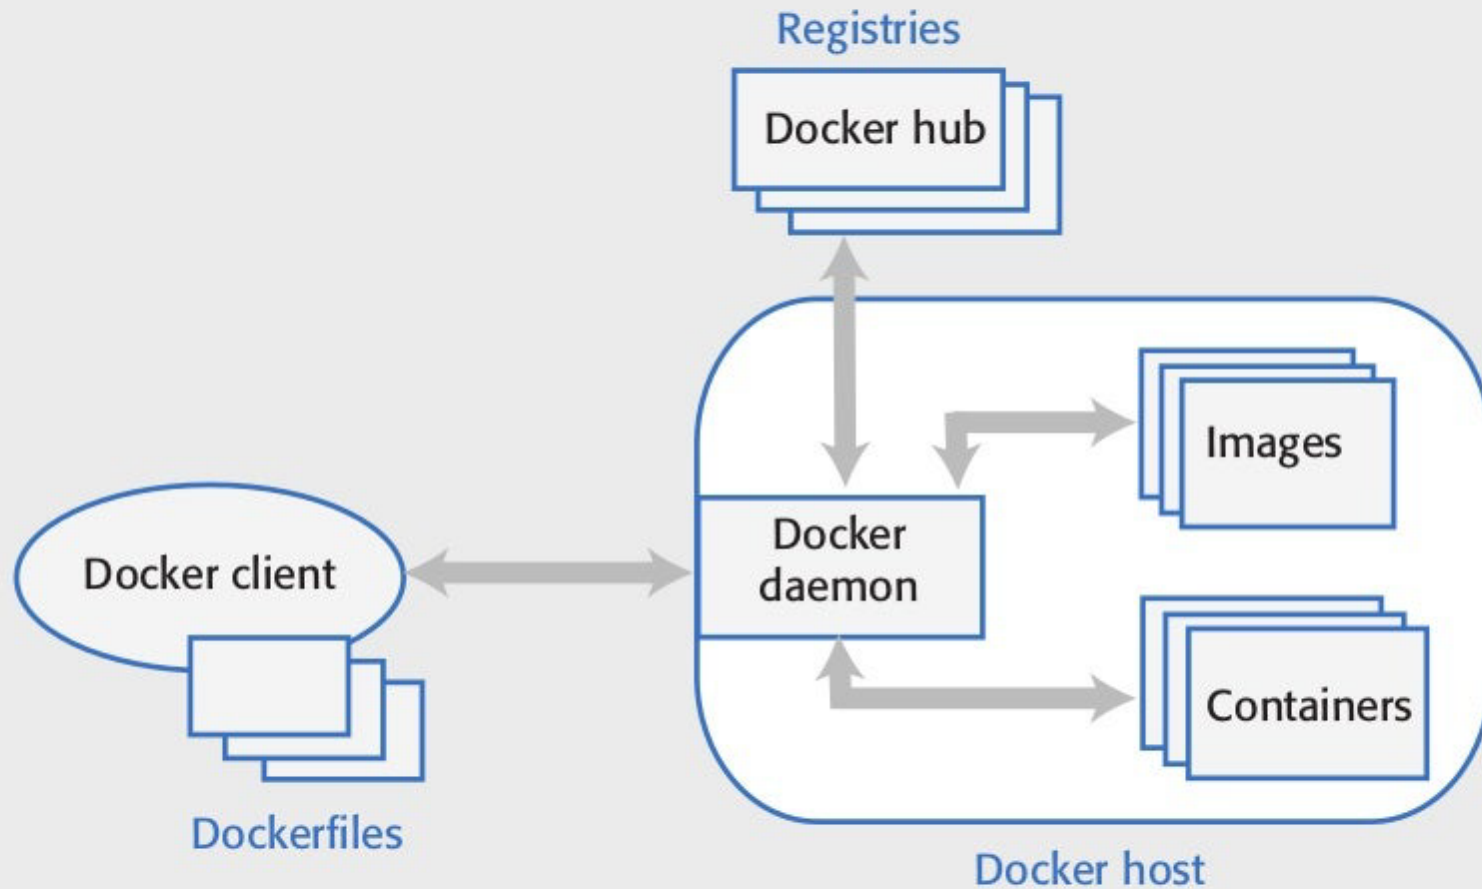 Registries
Docker hub
Images
Docker
daemon
Docker client
Containers
Dockerfiles
Docker host